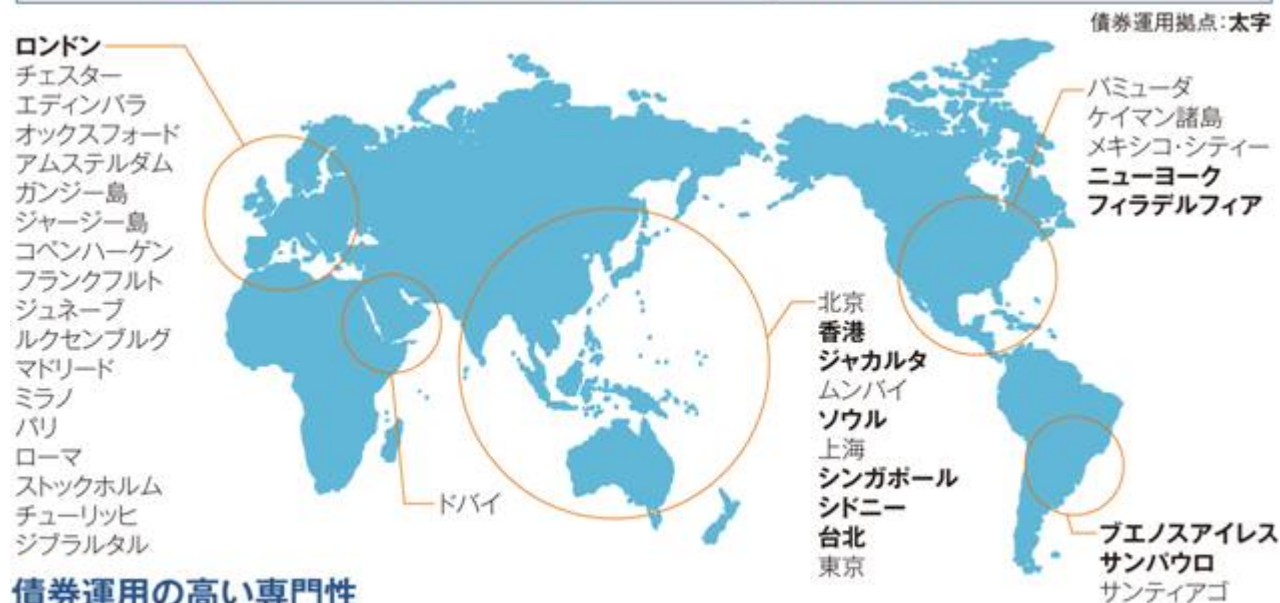 債券運用拠点：太字
ロンドン
チェスター
エディンバラ
オックスフォード
アムステルダム
ガンジー島
ジャージー島
コペンハーゲン
フランクフルト
ジュネーブ
ルクセンブルグ
マドリード
ミラノ
パリ
ローマ
ストックホルム
チューリッヒ
ジブラルタル
ドバイ
北京
香港
ジャカルタ
ムンバイ
ソウル
上海
シンガポール
シドニー
台北
東京
バミューダ
ケイマン諸島
メキシコ・シティー
ニューヨーク
フィラデルフィア
ブエノスアイレス
サンパウロ
サンティアゴ
債券運用の高い専門性